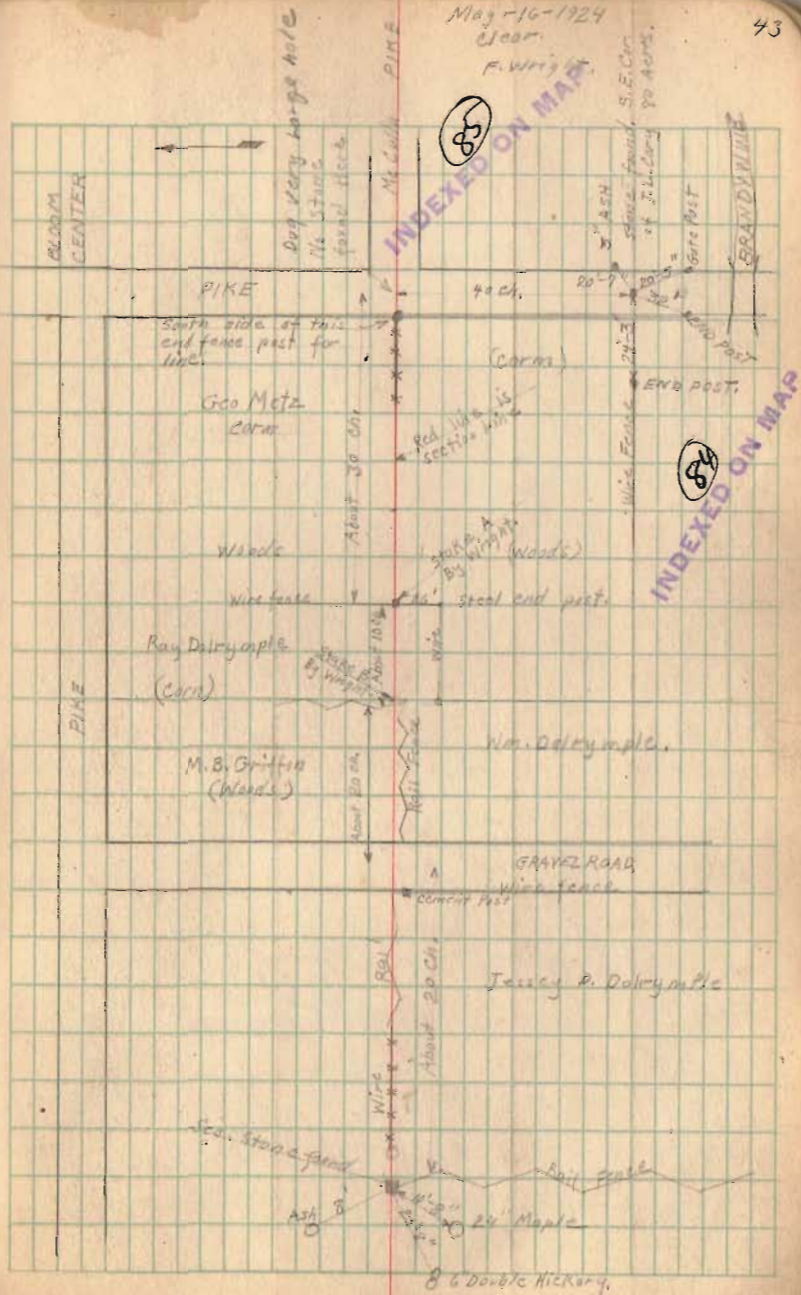 May-16-1924
clear.
F. Wright.
43
85
INDEXED ON MAP
Dug very large hole
No Stone
found Here
PIKE
S.E. Cor.
stone found
of J.L. Cory 80 Acrs.
BLOOM
CENTER
BRANDYWINE
5" ASH
Gate Post
PIKE
40 Ch.
20'-7"
South side of this
end fence post for
line.
(corn)
24'-3"
END POST
END POST.
Geo Metz
corn
Red line is
section line
About 30 Ch.
Wire Fence
84
INDEXED ON MAP
Woods
Stake A
By Wright.
(Woods)
Wire fence
Steel end post.
Ray Dalrymple
Stake B
By Wright
About 10 Ch
Wire
(Corn)
PIKE
Wm. Dalrymple.
M.B. Griffin
(Woods)
About 20 Ch.
Rail Fence
GRAVEL ROAD
Wire fence
Cement Post
Rail
About 20 Ch.
Jessey D. Dalrymple
Wire
Sec. Stone found
Rail fence
Ash
8'
24" Maple
8 6" Double Hickory.